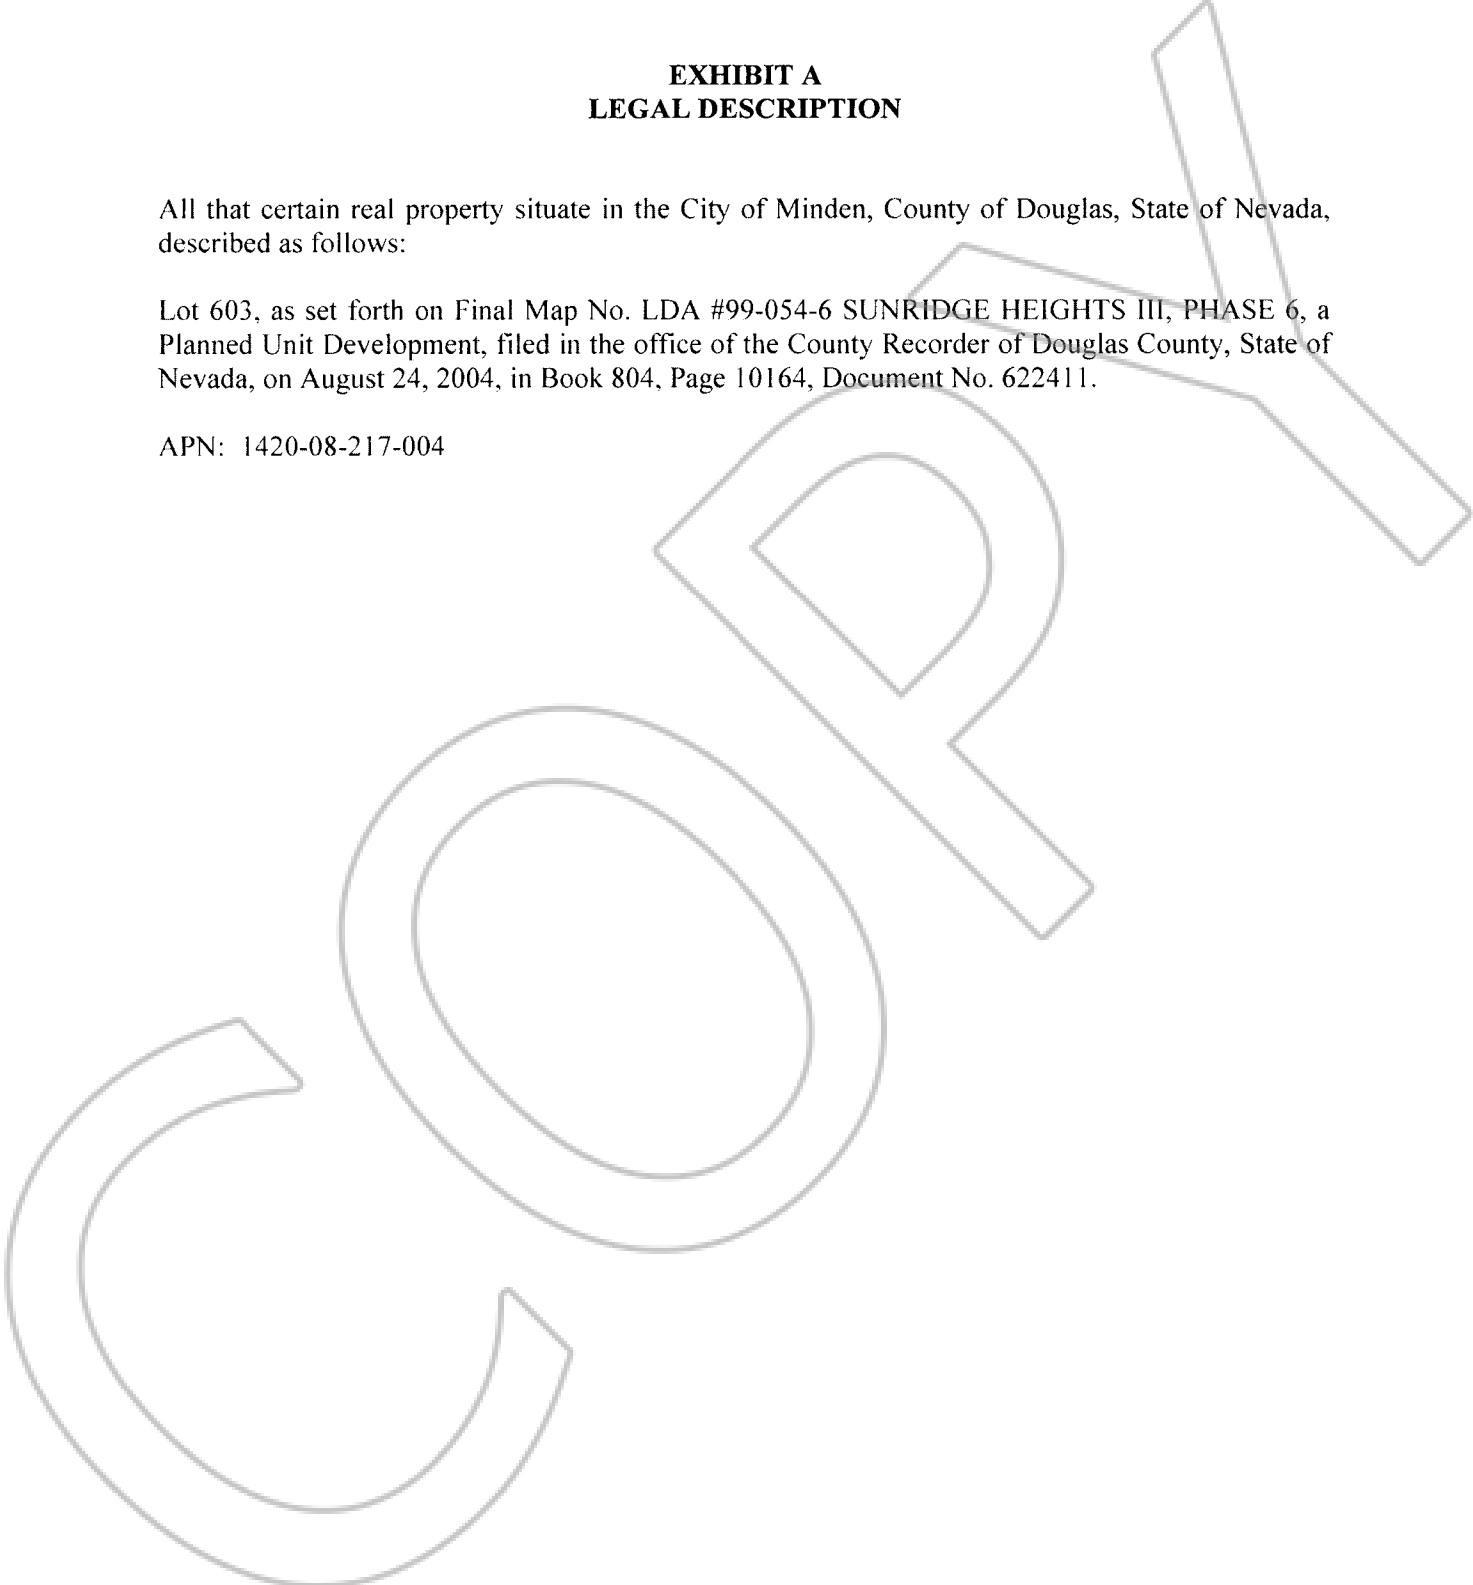 EXHIBIT A
LEGAL DESCRIPTION
All that certain real property situate in the City of Minden, County of Douglas, State of Nevada,
described as follows:
Lot 603, as set forth on Final Map No. LDA #99-054-6 SUNRIDGE HEIGHTS III, PHASE 6, a
Planned Unit Development, filed in the office of the County Recorder of Douglas County, State of
Nevada, on August 24, 2004, in Book 804, Page 10164, Document No. 622411.
APN: 1420-08-217-004
COPY